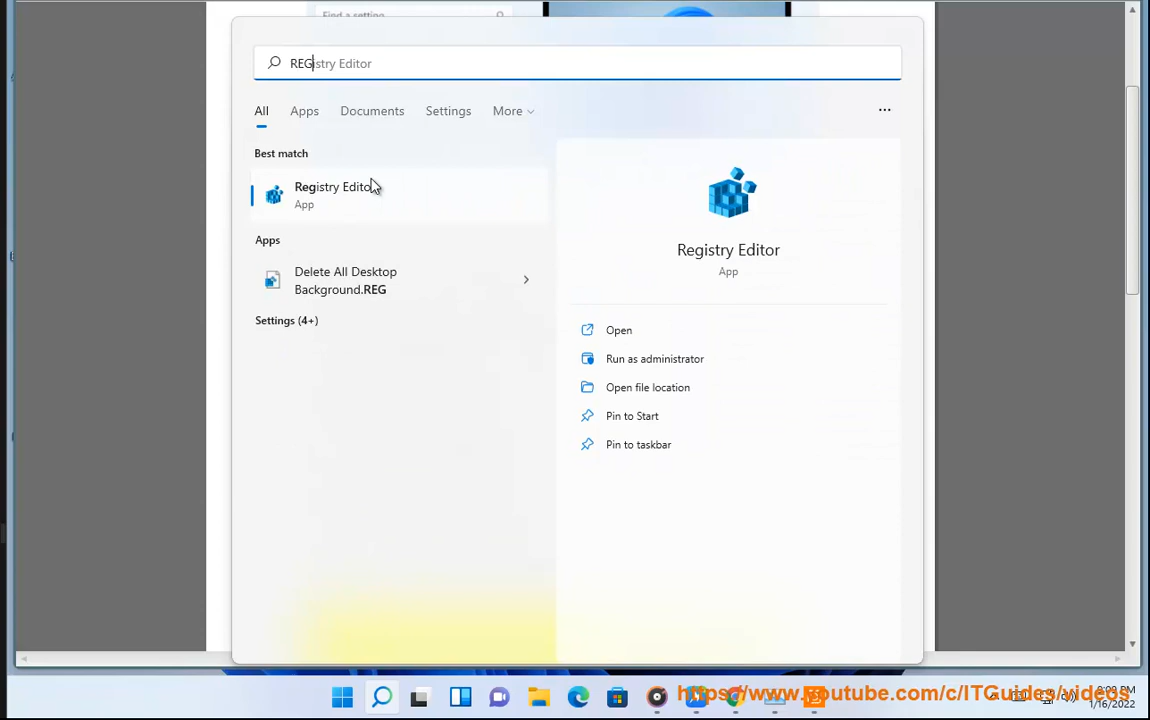 Find a setting
REGistry Editor
All Apps Documents Settings More
Best match
Registry Editor
App
Apps
Delete All Desktop
Background.REG
Settings (4+)
Registry Editor
App
Open
Run as administrator
Open file location
Pin to Start
Pin to taskbar
https://www.youtube.com/c/ITGuides/videos
1/16/2022